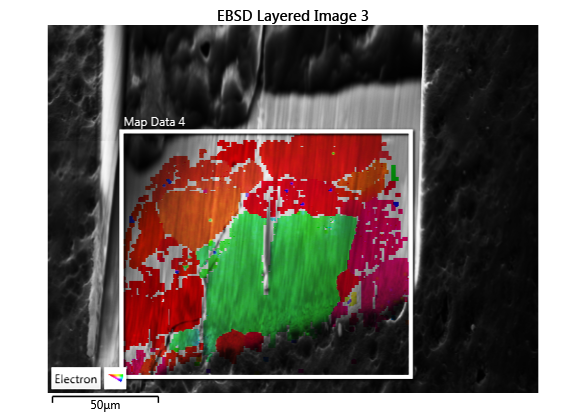 EBSD Layered Image 3
Map Data 4
Electron
50µm